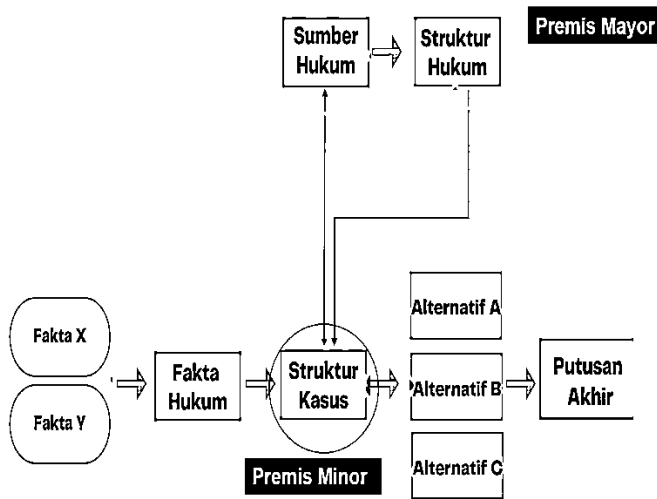 Premis Mayor
Sumber
Hukum
Struktur
Hukum
Fakta X
Fakta Y
Fakta
Hukum
Struktur
Kasus
Premis Minor
Alternatif A
Alternatif B
Alternatif C
Putusan
Akhir